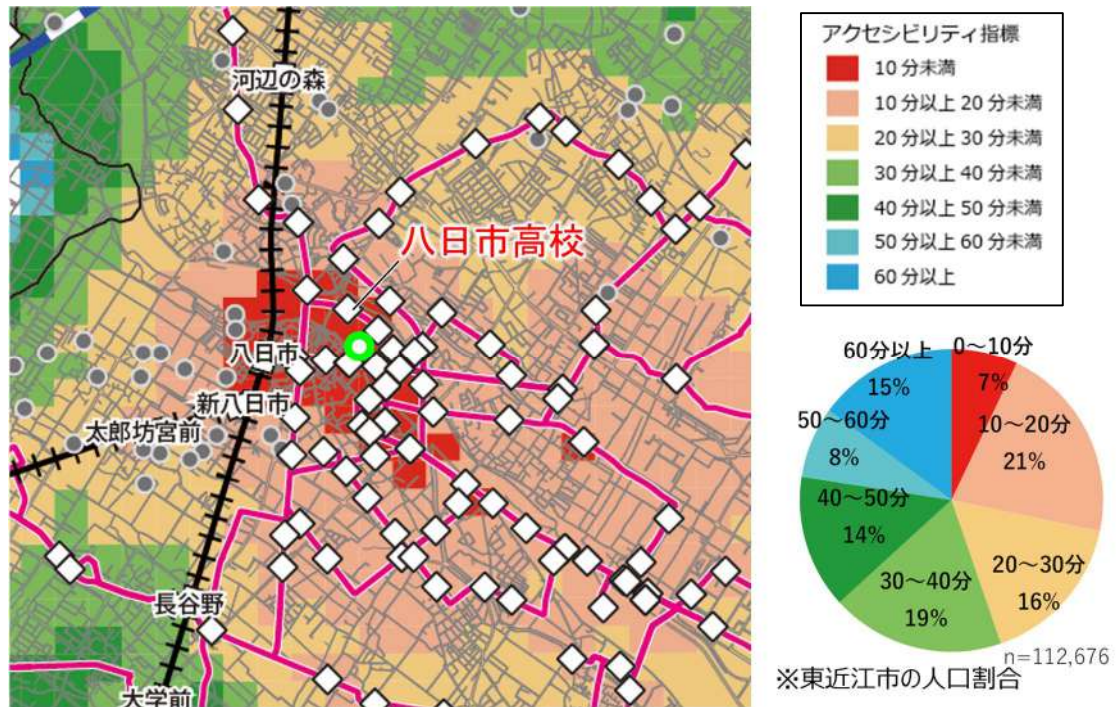 河辺の森
八日市高校
八日市
新八日市
太郎坊宮前
長谷野
大学前
アクセシビリティ指標
10分未満
10分以上20分未満
20分以上30分未満
30分以上40分未満
40分以上50分未満
50分以上60分未満
60分以上
60分以上
15%
0～10分
7%
10～20分
21%
50～60分
8%
40～50分
14%
30～40分
19%
20～30分
16%
n=112,676
※東近江市の人口割合